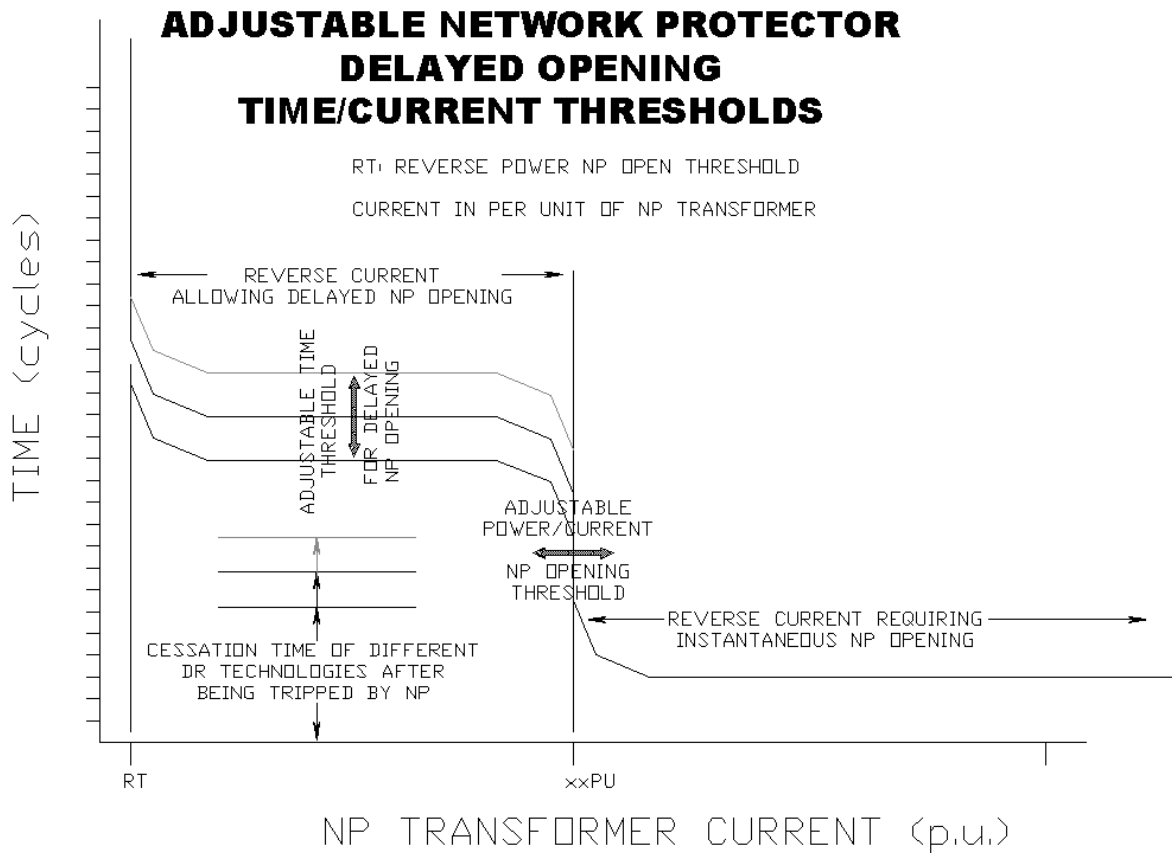 ADJUSTABLE NETWORK PROTECTOR
DELAYED OPENING
TIME/CURRENT THRESHOLDS
RT: REVERSE POWER NP OPEN THRESHOLD
CURRENT IN PER UNIT OF NP TRANSFORMER
TIME (cycles)
REVERSE CURRENT
ALLOWING DELAYED NP OPENING
ADJUSTABLE TIME
THRESHOLD
FOR DELAYED
NP OPENING
ADJUSTABLE
POWER/CURRENT
NP OPENING
THRESHOLD
REVERSE CURRENT REQUIRING
INSTANTANEOUS NP OPENING
CESSATION TIME OF DIFFERENT
DR TECHNOLOGIES AFTER
BEING TRIPPED BY NP
RT
xxPU
NP TRANSFORMER CURRENT (p.u.)